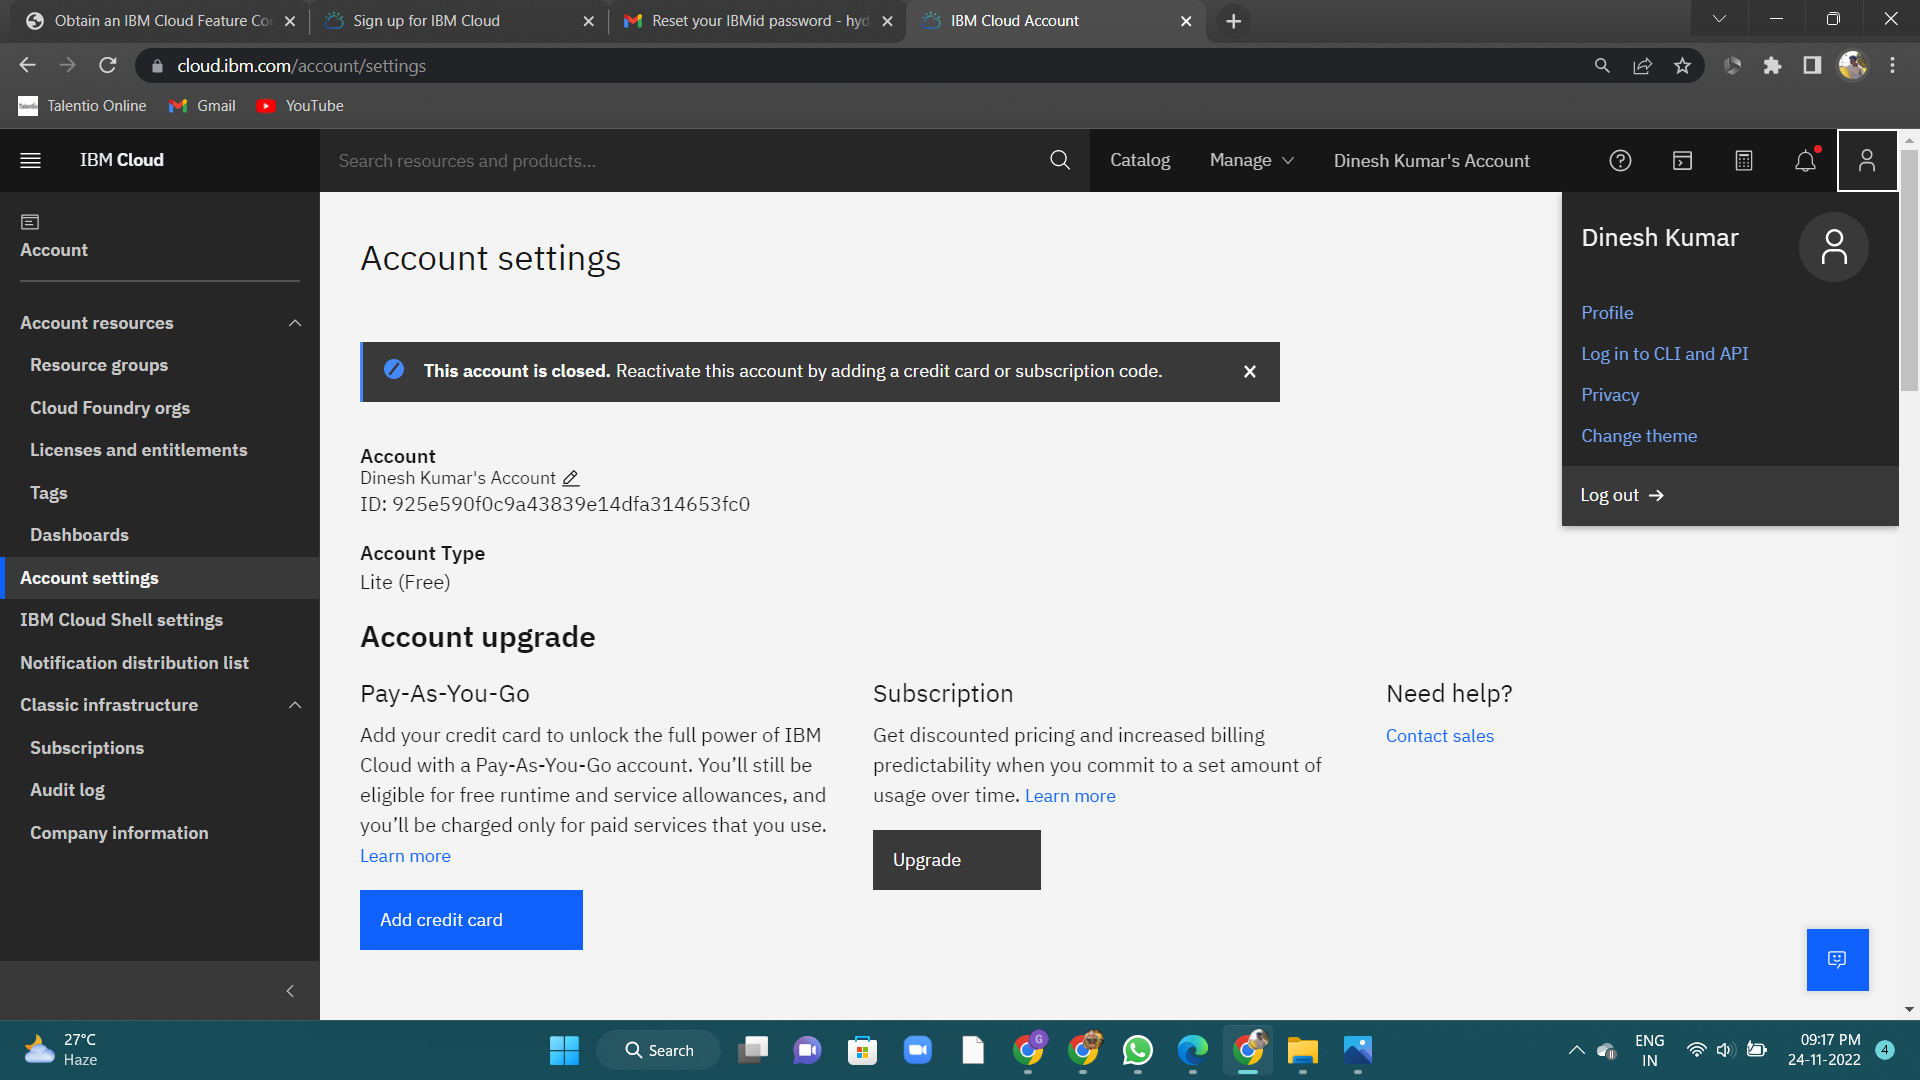 Obtain an IBM Cloud Feature Co
Sign up for IBM Cloud
Reset your IBMid password - hyd
IBM Cloud Account
cloud.ibm.com/account/settings
Talentio Online
Gmail
YouTube
IBM Cloud
Search resources and products...
Catalog
Manage
Dinesh Kumar's Account
Account
Account resources
Resource groups
Cloud Foundry orgs
Licenses and entitlements
Tags
Dashboards
Account settings
IBM Cloud Shell settings
Notification distribution list
Classic infrastructure
Subscriptions
Audit log
Company information
Account settings
This account is closed. Reactivate this account by adding a credit card or subscription code.
Account
Dinesh Kumar's Account
ID: 925e590f0c9a43839e14dfa314653fc0
Account Type
Lite (Free)
Account upgrade
Pay-As-You-Go
Add your credit card to unlock the full power of IBM
Cloud with a Pay-As-You-Go account. You’ll still be
eligible for free runtime and service allowances, and
you’ll be charged only for paid services that you use.
Learn more
Add credit card
Subscription
Get discounted pricing and increased billing
predictability when you commit to a set amount of
usage over time. Learn more
Upgrade
Need help?
Contact sales
Dinesh Kumar
Profile
Log in to CLI and API
Privacy
Change theme
Log out
27°C
Haze
Search
G
ENG
IN
09:17 PM
24-11-2022
4